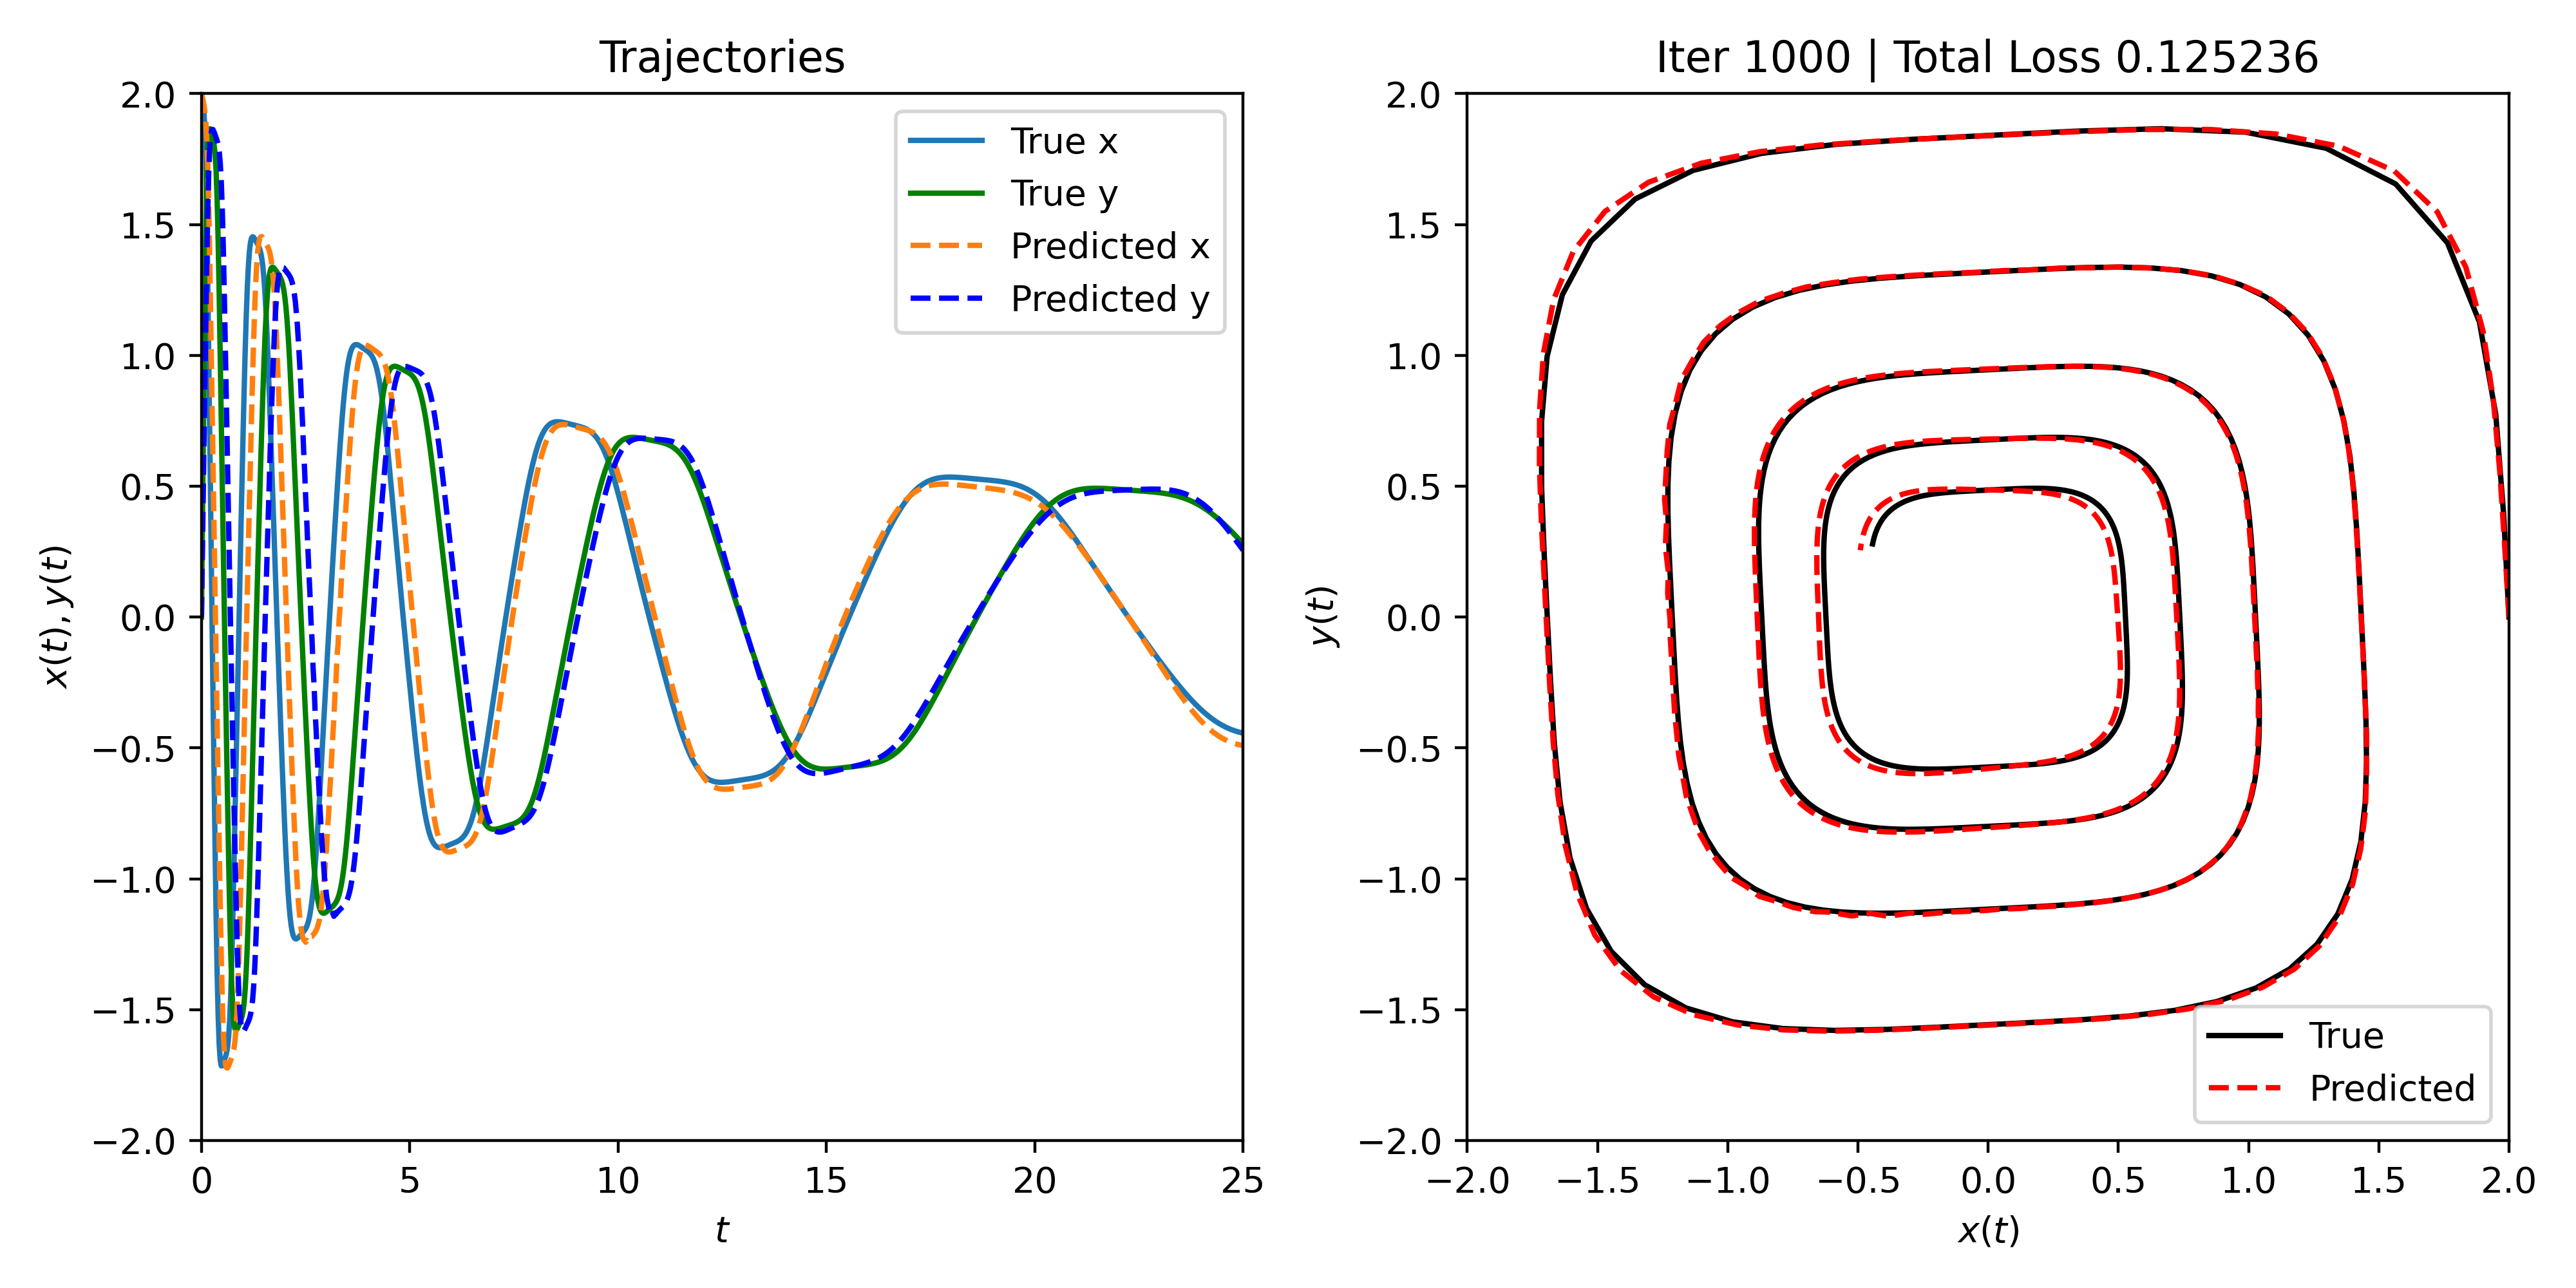 Trajectories
2.0
1.5
1.0
0.5
0.0
−0.5
−1.0
−1.5
−2.0
x(t), y(t)
0 5 10 15 20 25
t
True x
True y
Predicted x
Predicted y
Iter 1000 | Total Loss 0.125236
2.0
1.5
1.0
0.5
0.0
−0.5
−1.0
−1.5
−2.0
y(t)
−2.0 −1.5 −1.0 −0.5 0.0 0.5 1.0 1.5 2.0
x(t)
True
Predicted